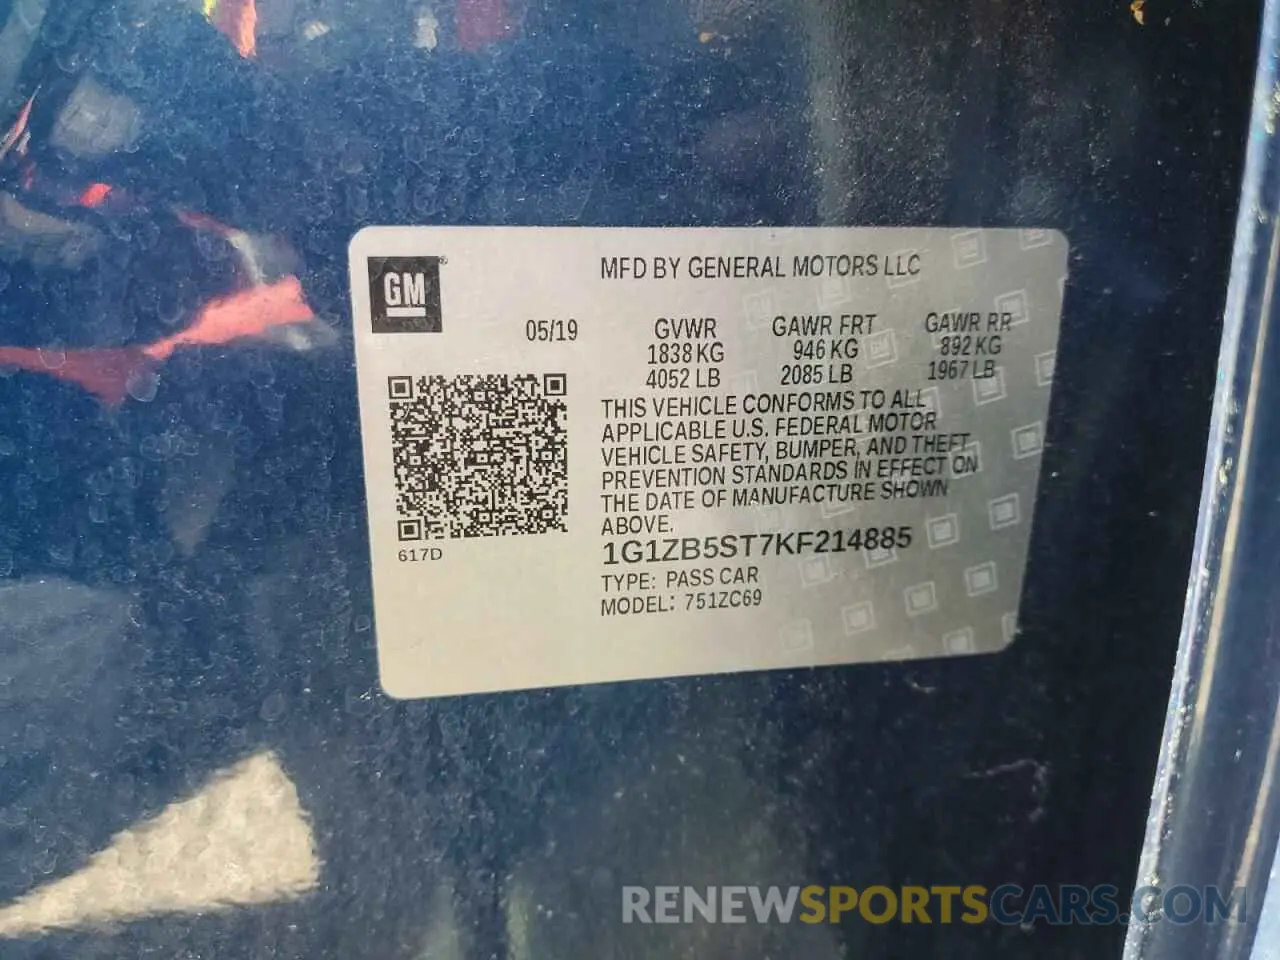 GM ®
MFD BY GENERAL MOTORS LLC
05/19 GVWR GAWR FRT GAWR RR
1838 KG 946 KG 892 KG
4052 LB 2085 LB 1967 LB
THIS VEHICLE CONFORMS TO ALL
APPLICABLE U.S. FEDERAL MOTOR
VEHICLE SAFETY, BUMPER, AND THEFT
PREVENTION STANDARDS IN EFFECT ON
THE DATE OF MANUFACTURE SHOWN
ABOVE.
617D
1G1ZB5ST7KF214885
TYPE: PASS CAR
MODEL: 751ZC69
RENEWSPORTSCARS.COM